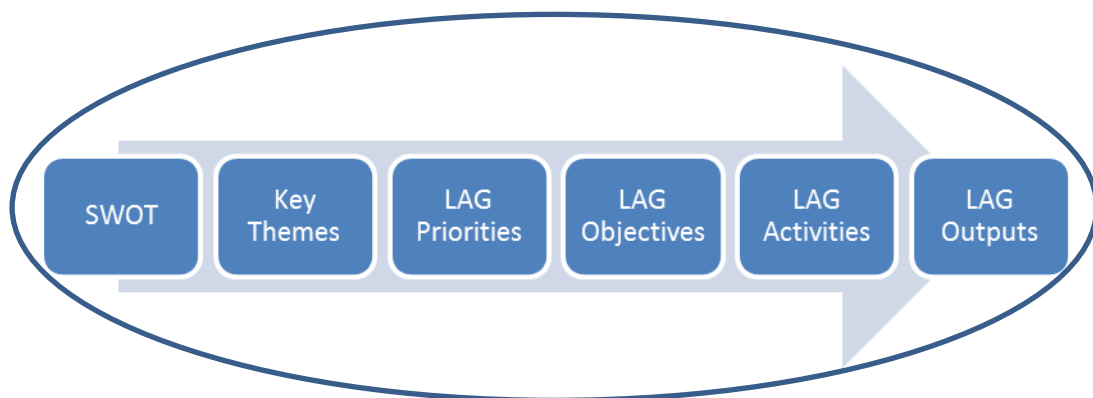 SWOT
Key
Themes
LAG
Priorities
LAG
Objectives
LAG
Activities
LAG
Outputs